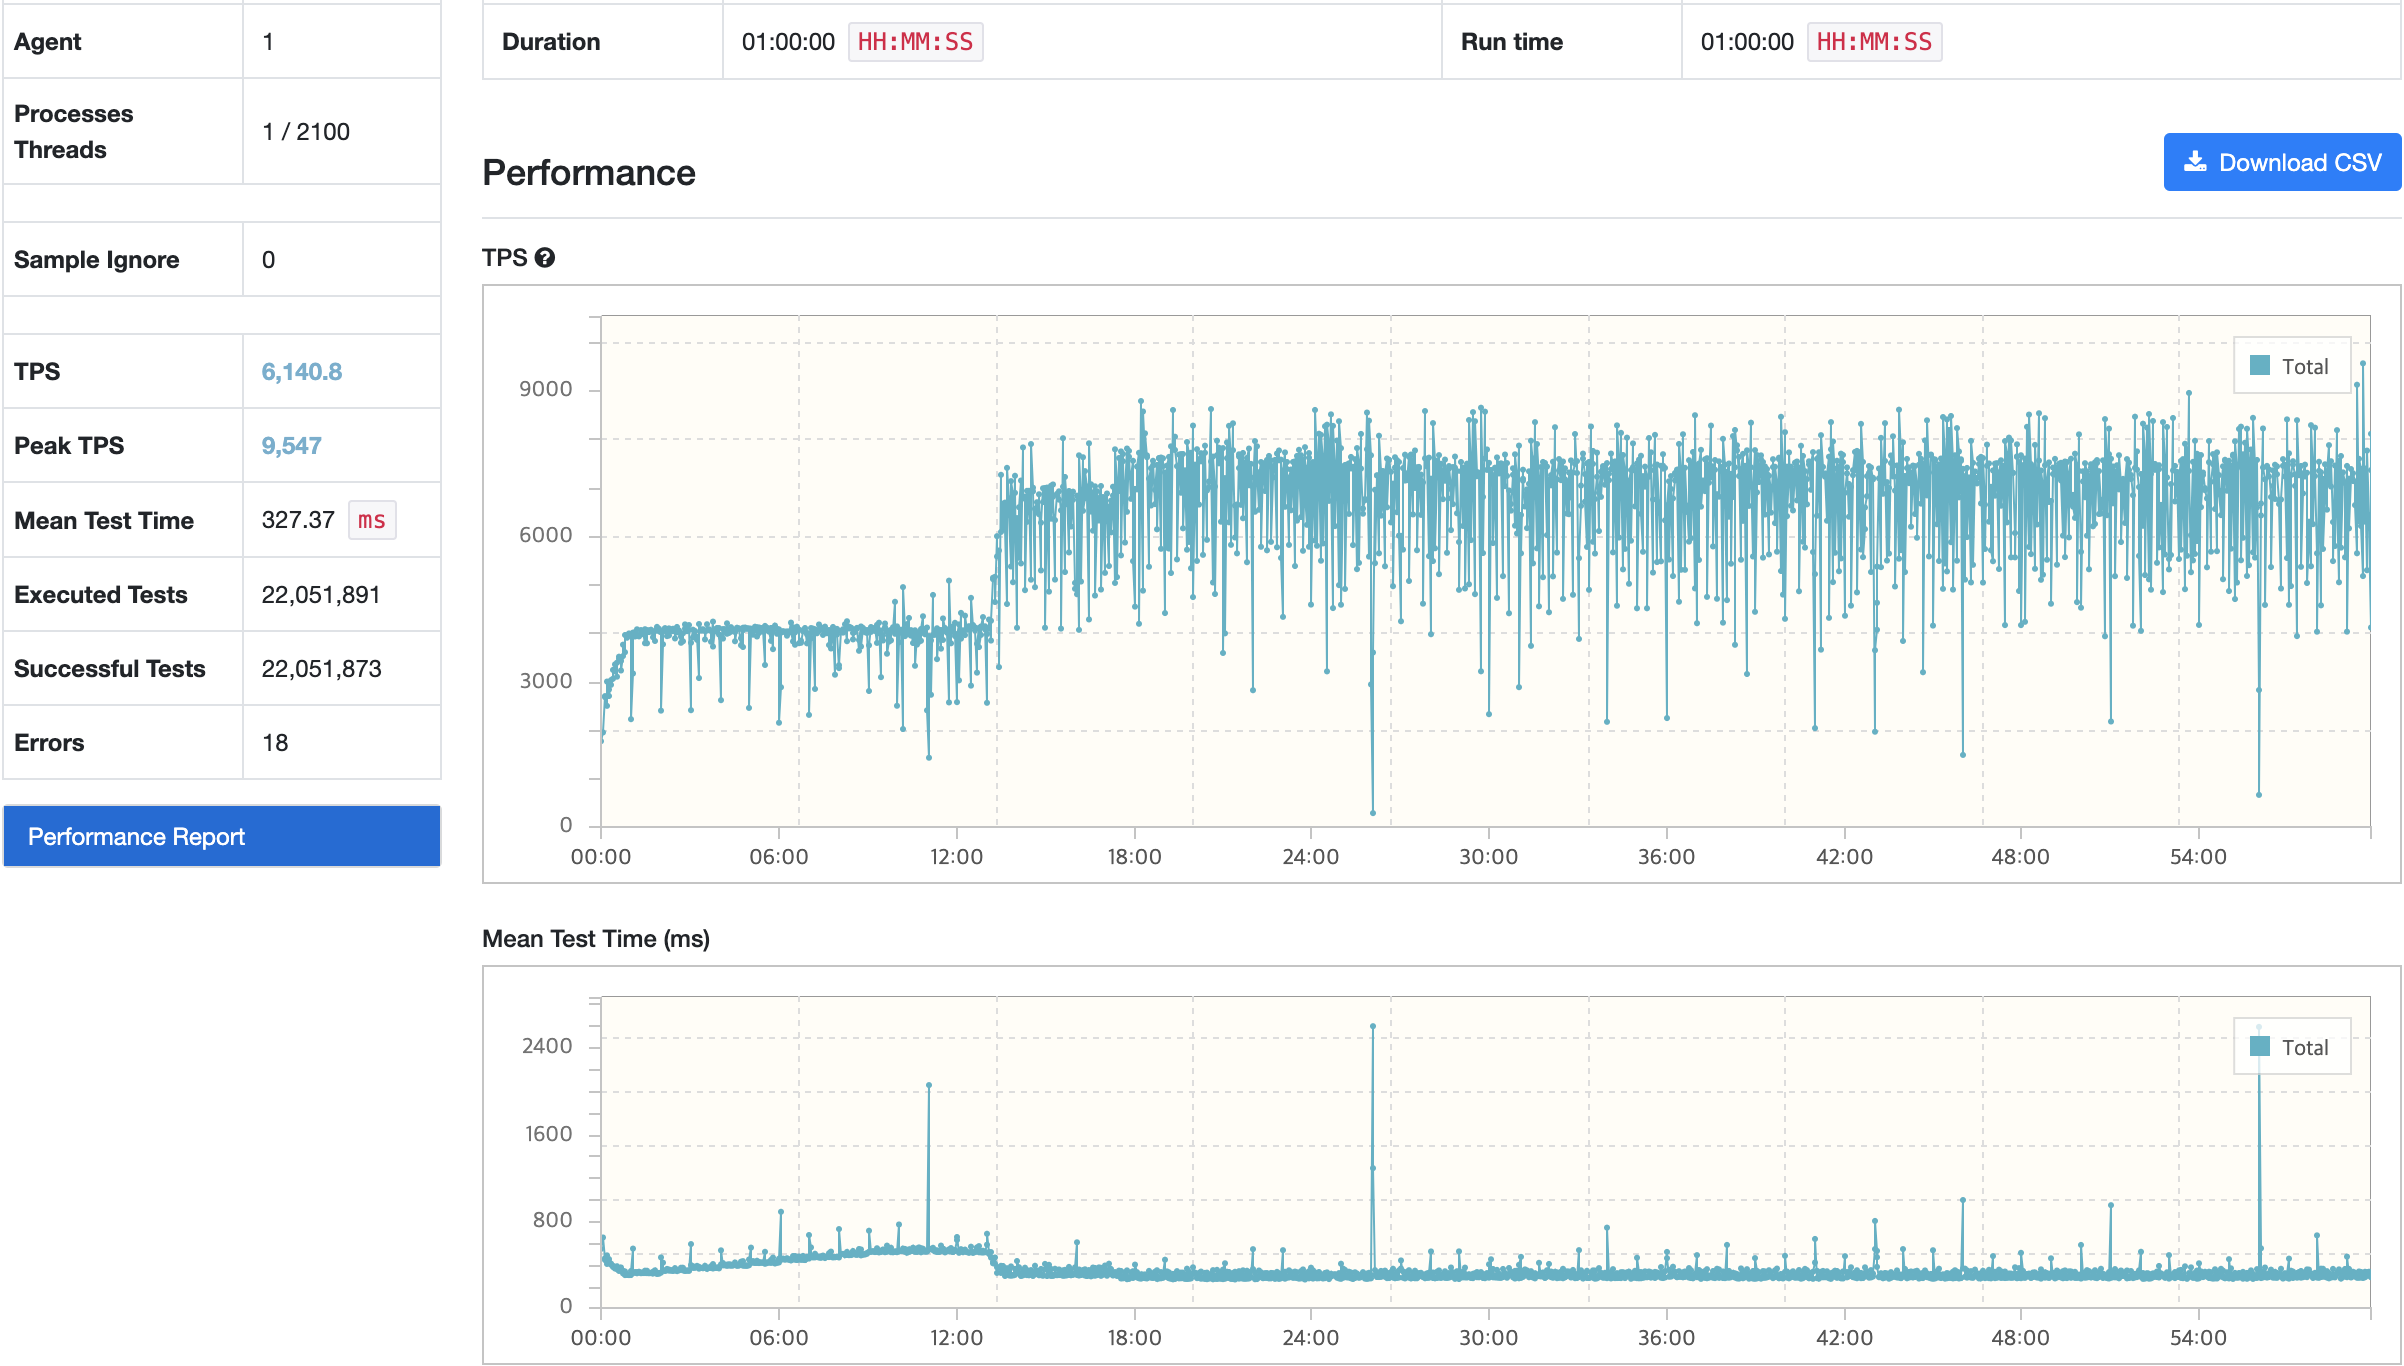 Agent 1
Processes
Threads
1 / 2100
Sample Ignore 0
TPS 6,140.8
Peak TPS 9,547
Mean Test Time 327.37 ms
Executed Tests 22,051,891
Successful Tests 22,051,873
Errors 18
Performance Report
Duration 01:00:00 HH:MM:SS Run time 01:00:00 HH:MM:SS
Performance
Download CSV
TPS ?
Total
9000
6000
3000
0
00:00 06:00 12:00 18:00 24:00 30:00 36:00 42:00 48:00 54:00
Mean Test Time (ms)
Total
2400
1600
800
0
00:00 06:00 12:00 18:00 24:00 30:00 36:00 42:00 48:00 54:00